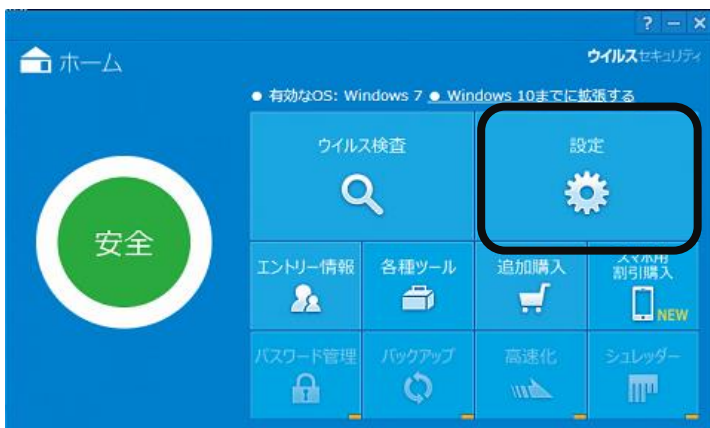 ? − ×
ホーム
ウイルスセキュリティ
● 有効なOS: Windows 7 ● Windows 10までに拡張する
ウイルス検査
設定
安全
エントリー情報
各種ツール
追加購入
スマホ用
割引購入
NEW
パスワード管理
バックアップ
高速化
シュレッダー